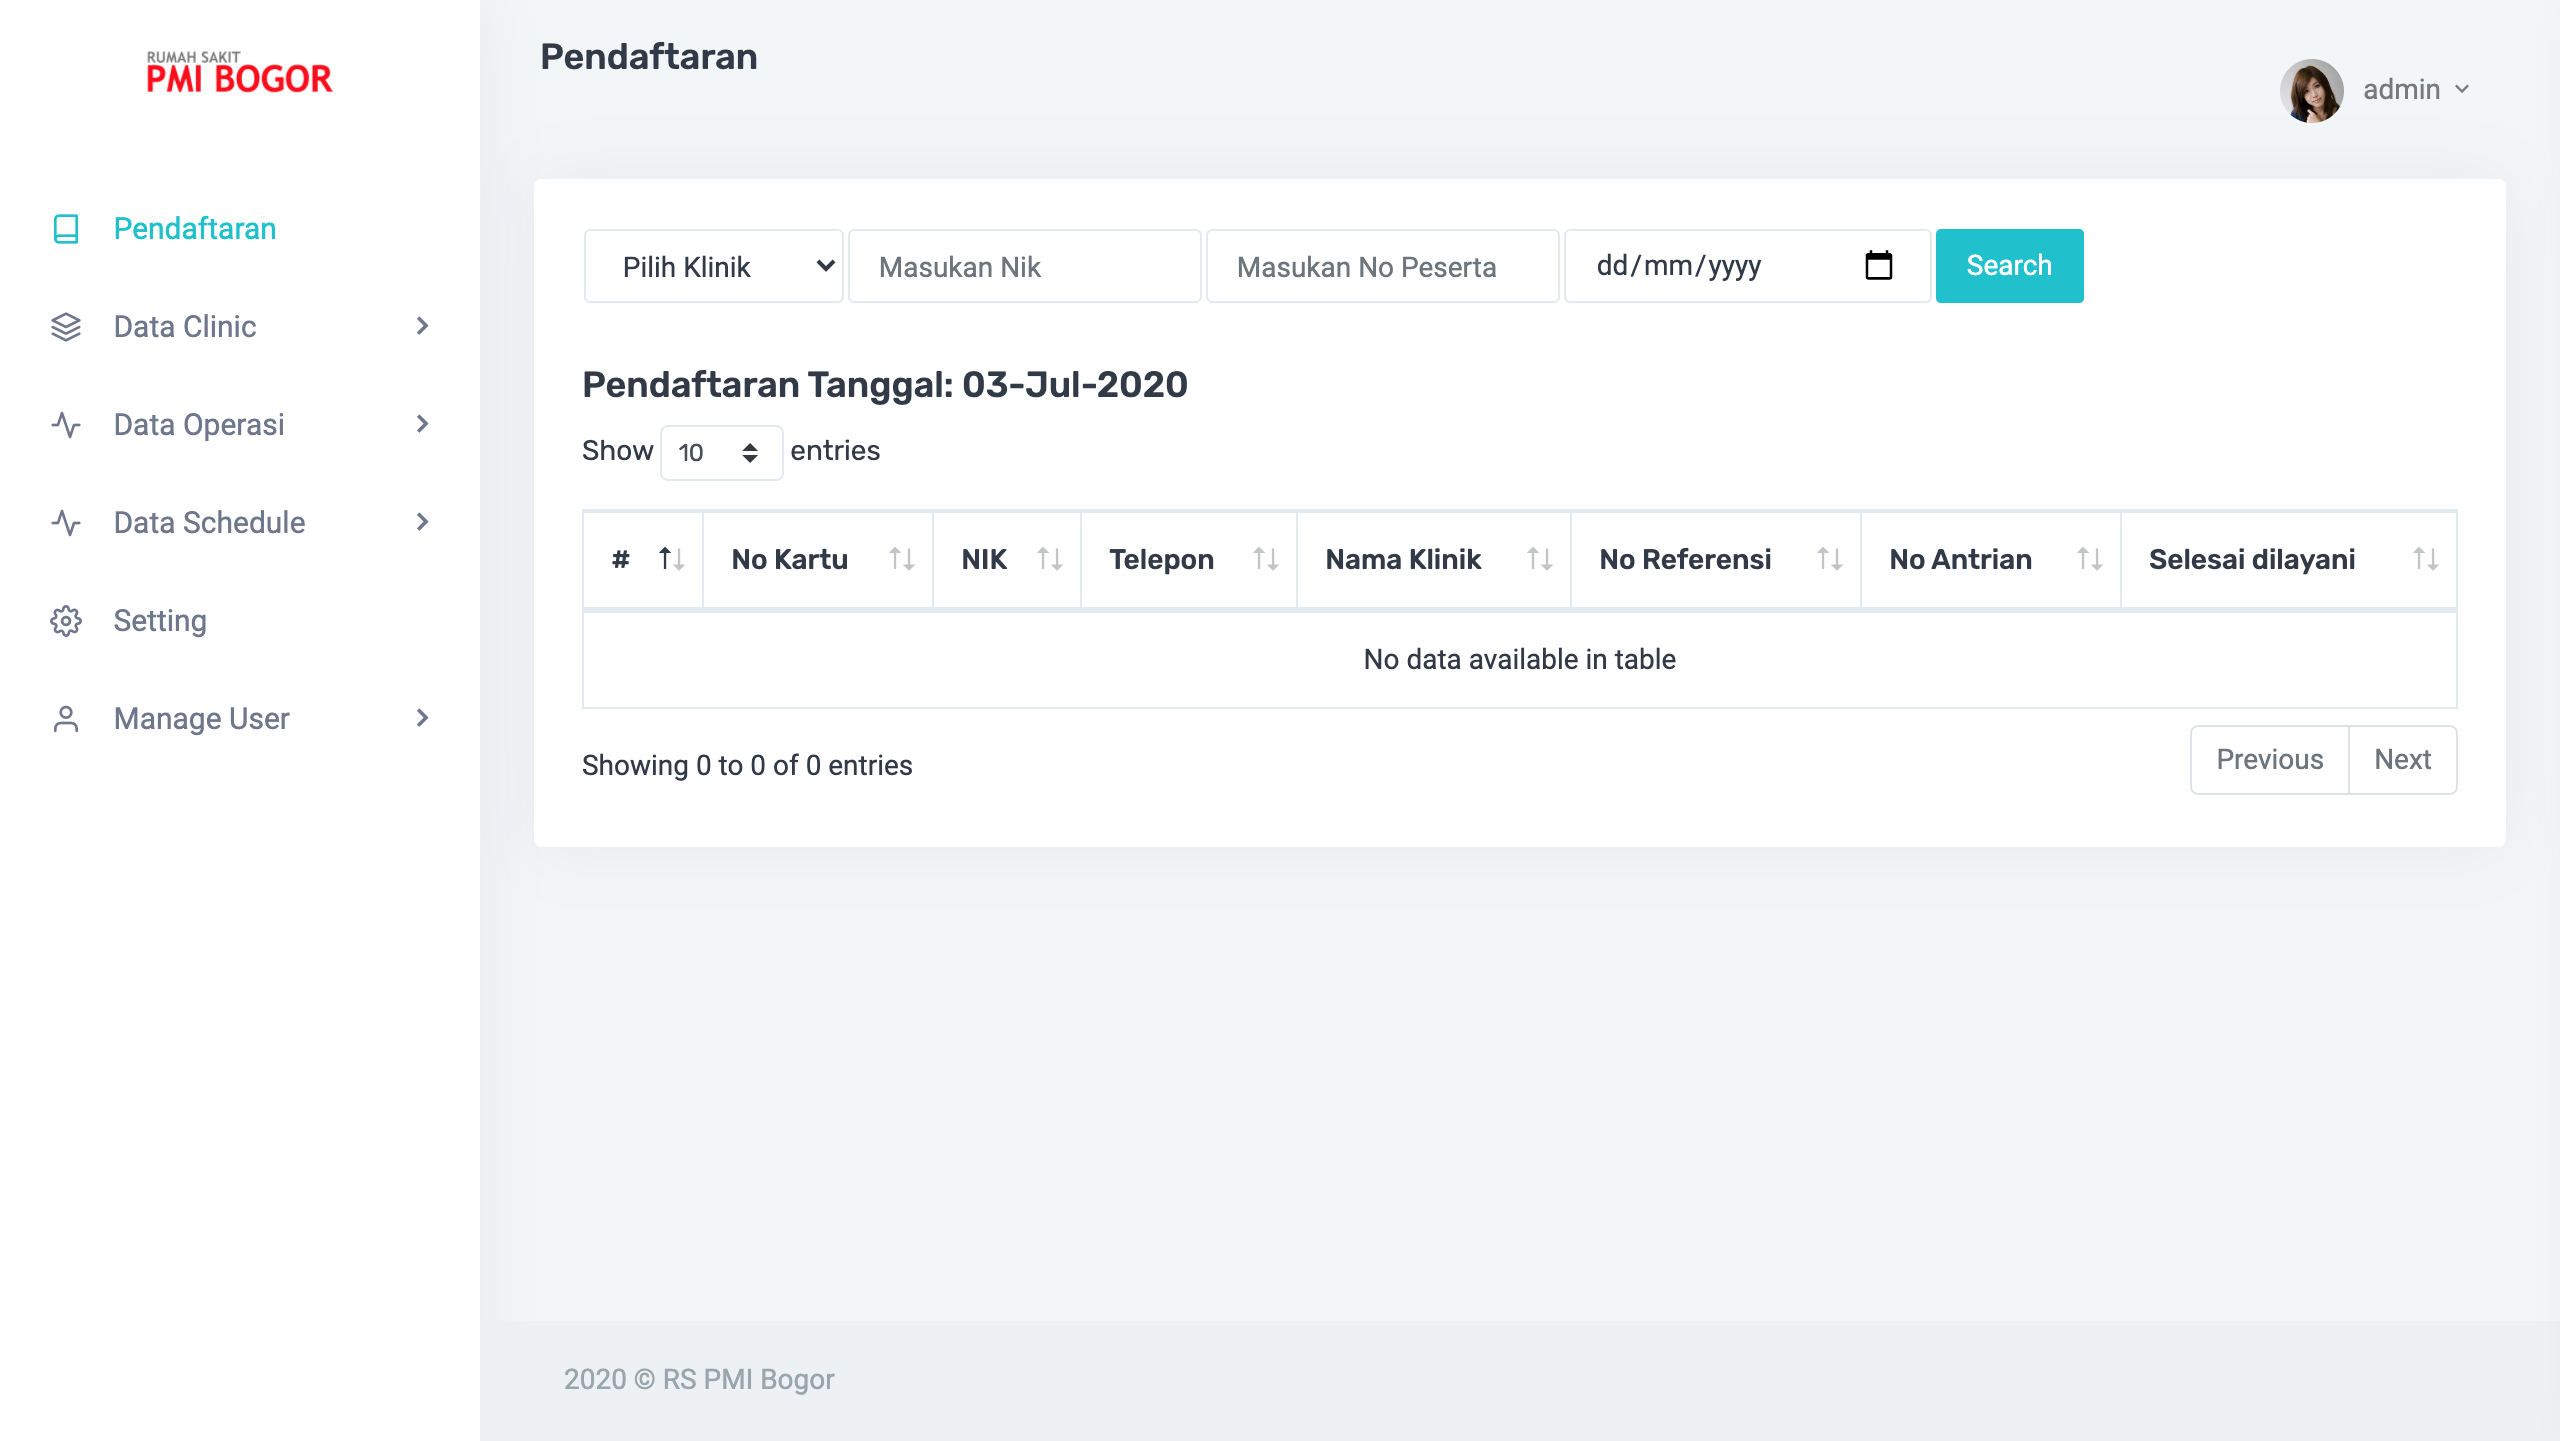 RUMAH SAKIT
PMI BOGOR
Pendaftaran
Data Clinic
Data Operasi
Data Schedule
Setting
Manage User
Pendaftaran
admin
Pilih Klinik Masukan Nik Masukan No Peserta dd/mm/yyyy Search
Pendaftaran Tanggal: 03-Jul-2020
Show 10 entries
# No Kartu NIK Telepon Nama Klinik No Referensi No Antrian Selesai dilayani
No data available in table
Showing 0 to 0 of 0 entries
Previous Next
2020 © RS PMI Bogor